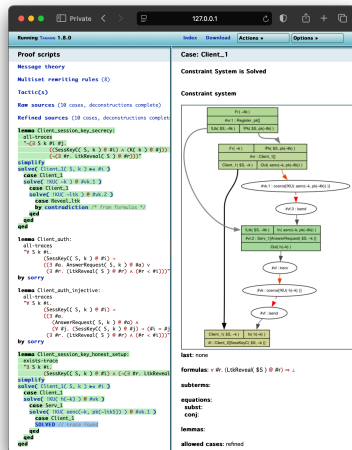 Private
127.0.0.1
Running Tamarin 1.8.0
Index
Download
Actions »
Options »
Proof scripts
Message theory
Multiset rewriting rules (8)
Tactic(s)
Raw sources (10 cases, deconstructions complete)
Refined sources (10 cases, deconstructions complete)
lemma Client_session_key_secrecy:
all-traces
"¬(∃ S k #i #j.
((SessKeyC( S, k ) @ #i) ∧ (K( k ) @ #j)) ∧
(¬(∃ #r. LtkReveal( S ) @ #r)))"
simplify
solve( Client_1( S, k ) ▶₀ #i )
case Client_1
solve( !KU( ~k ) @ #vk.1 )
case Client_1
solve( !KU( ~ltk ) @ #vk.2 )
case Reveal_ltk
by contradiction /* from formulas */
qed
qed
qed
lemma Client_auth:
all-traces
"∀ S k #i.
(SessKeyC( S, k ) @ #i) ⇒
((∃ #a. AnswerRequest( S, k ) @ #a) ∨
(∃ #r. (LtkReveal( S ) @ #r) ∧ (#r < #i)))"
by sorry
lemma Client_auth_injective:
all-traces
"∀ S k #i.
(SessKeyC( S, k ) @ #i) ⇒
((∃ #a.
(AnswerRequest( S, k ) @ #a) ∧
(∀ #j. (SessKeyC( S, k ) @ #j) ⇒ (#i = #j
(∃ #r. (LtkReveal( S ) @ #r) ∧ (#r < #i)))"
by sorry
lemma Client_session_key_honest_setup:
exists-trace
"∃ S k #i.
(SessKeyC( S, k ) @ #i) ∧ (¬(∃ #r. LtkReveal
simplify
solve( Client_1( S, k ) ▶₀ #i )
case Client_1
solve( !KU( h(~k) ) @ #vk )
case Serv_1
solve( !KU( aenc(~k, pk(~ltkS)) ) @ #vk.1 )
case Client_1
SOLVED // trace found
qed
qed
qed
Case: Client_1
Constraint System is Solved
Constraint system
last: none
formulas: ∀ #r. (LtkReveal( $S ) @ #r) ⇒ ⊥
subterms:
equations:
subst:
conj:
lemmas:
allowed cases: refined